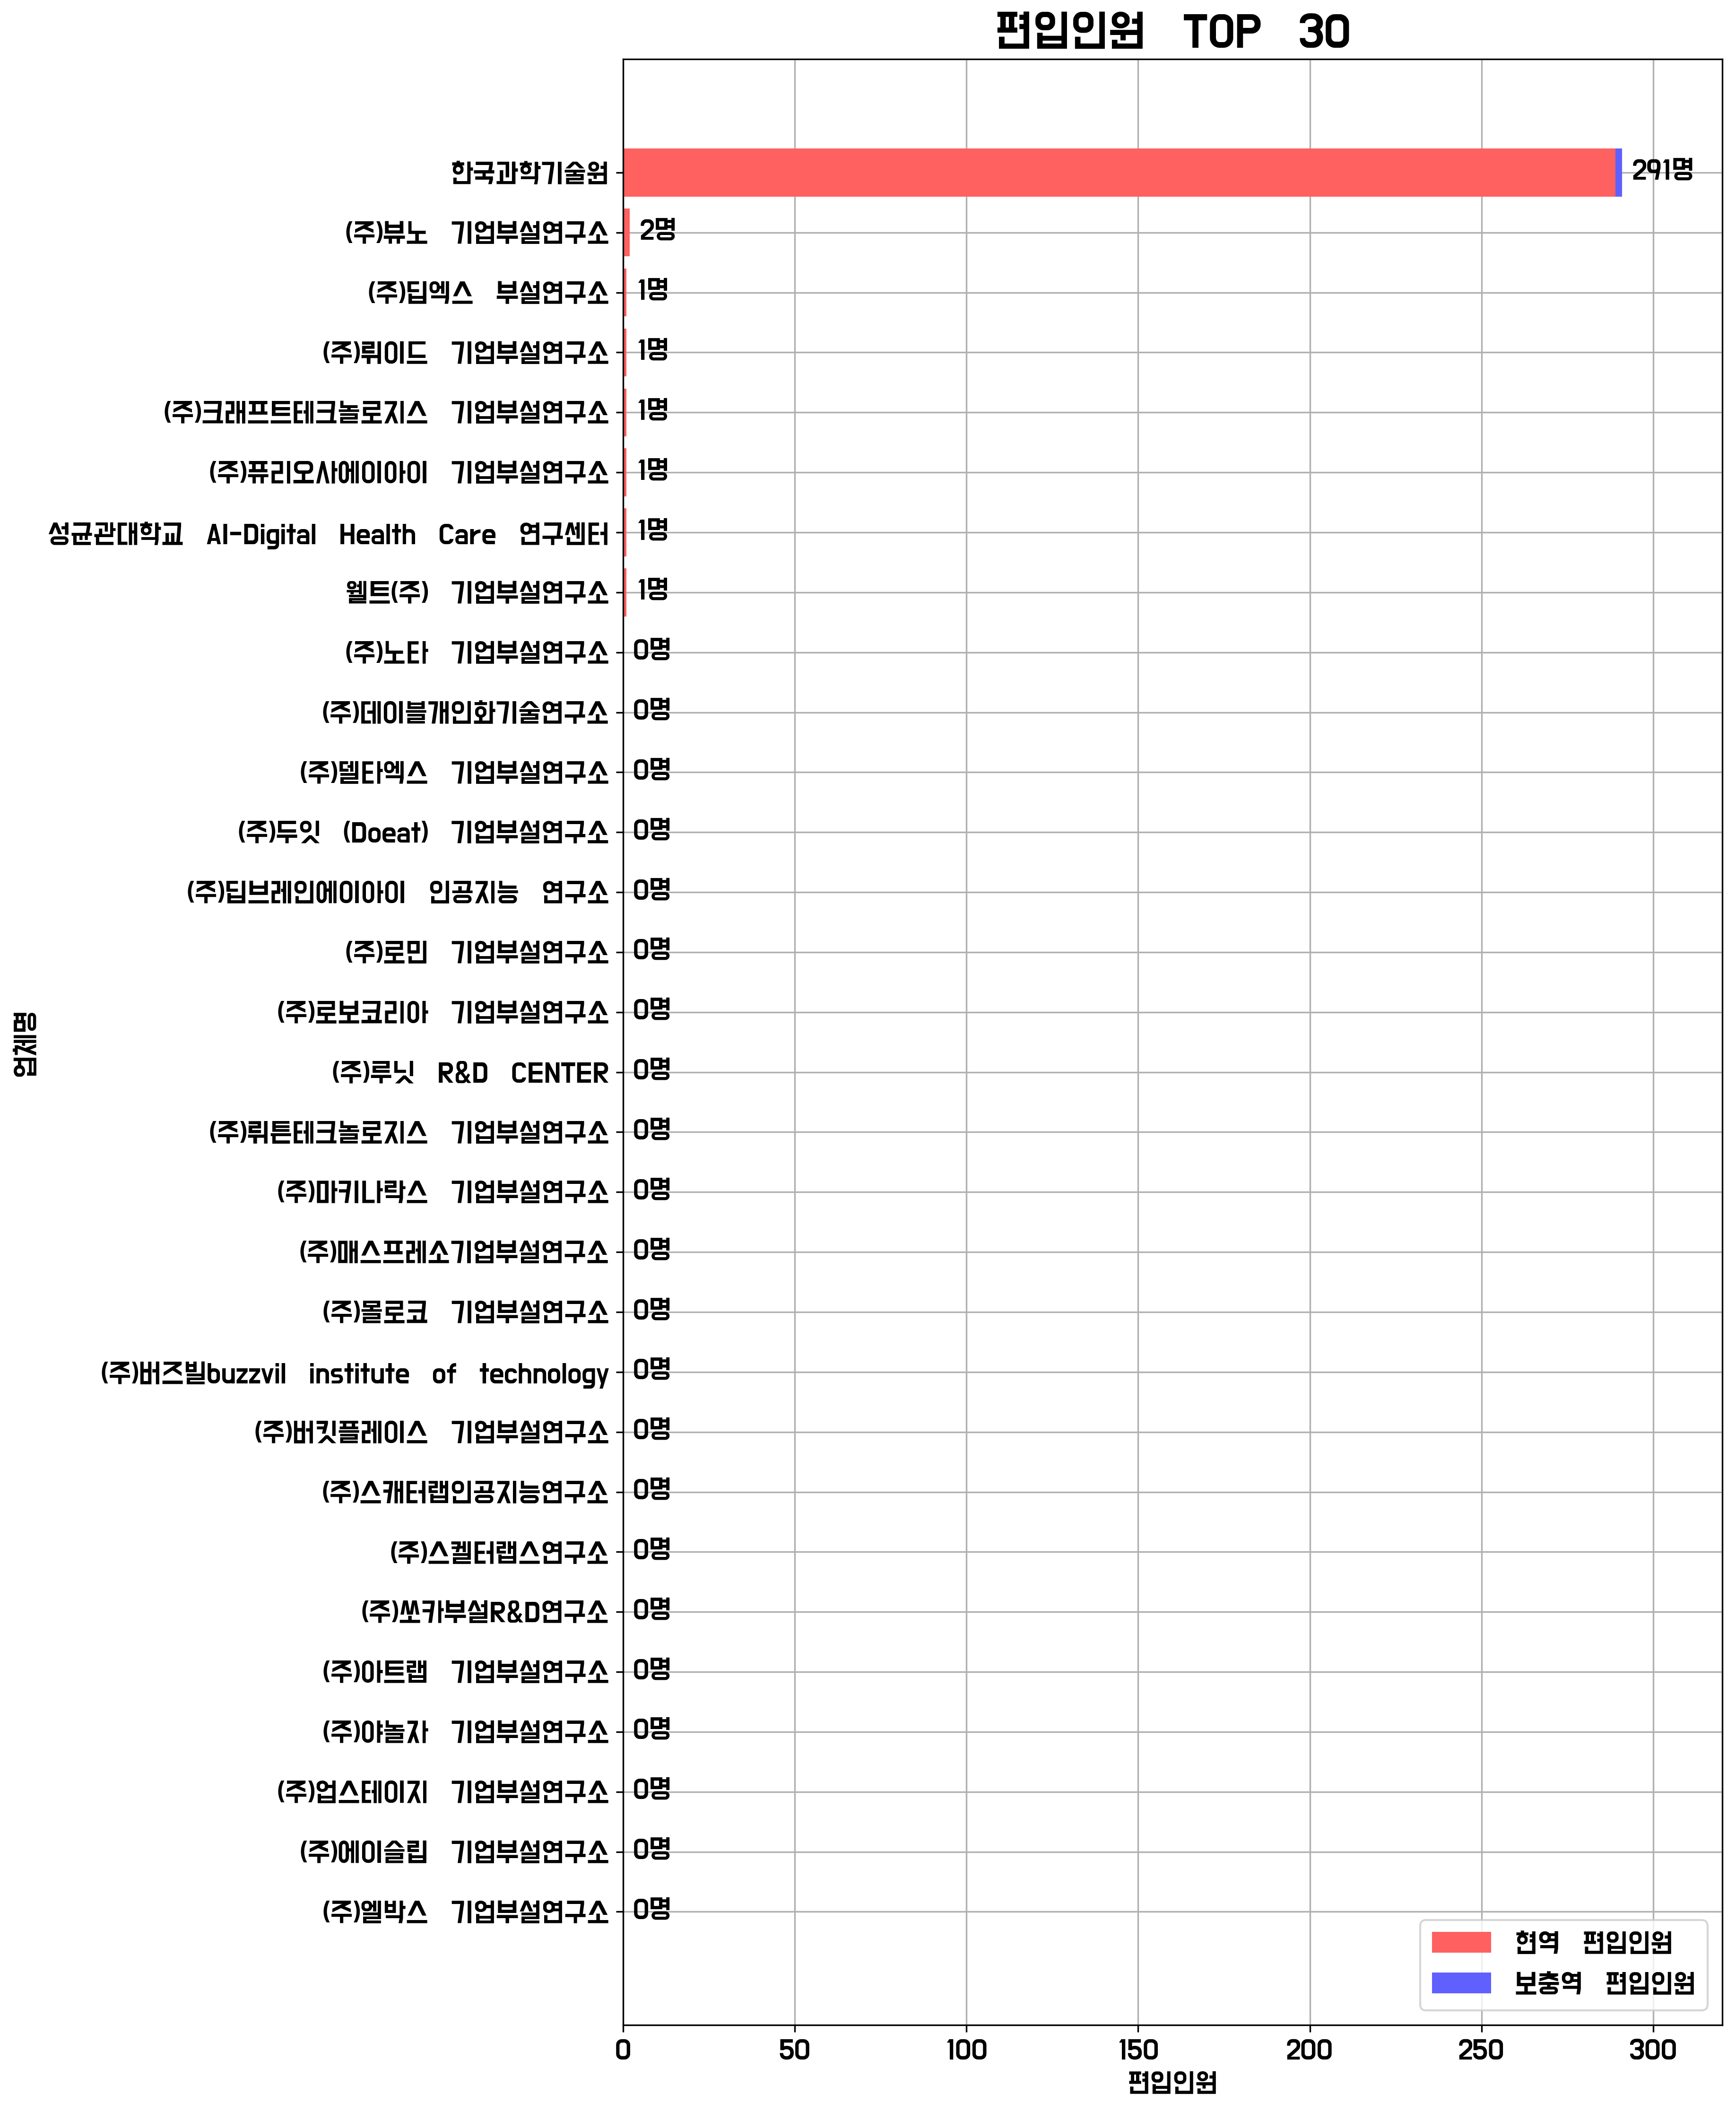 편입인원 TOP 30
한국과학기술원 291명
(주)뷰노 기업부설연구소 2명
(주)딥엑스 부설연구소 1명
(주)뤼이드 기업부설연구소 1명
(주)크래프트테크놀로지스 기업부설연구소 1명
(주)퓨리오사에이아이 기업부설연구소 1명
성균관대학교 AI-Digital Health Care 연구센터 1명
웰트(주) 기업부설연구소 1명
(주)노타 기업부설연구소 0명
(주)데이블개인화기술연구소 0명
(주)델타엑스 기업부설연구소 0명
(주)두잇 (Doeat) 기업부설연구소 0명
(주)딥브레인에이아이 인공지능 연구소 0명
(주)로민 기업부설연구소 0명
(주)로보코리아 기업부설연구소 0명
(주)루닛 R&D CENTER 0명
(주)뤼튼테크놀로지스 기업부설연구소 0명
(주)마키나락스 기업부설연구소 0명
(주)매스프레소기업부설연구소 0명
(주)몰로코 기업부설연구소 0명
(주)버즈빌buzzvil institute of technology 0명
(주)버킷플레이스 기업부설연구소 0명
(주)스캐터랩인공지능연구소 0명
(주)스켈터랩스연구소 0명
(주)쏘카부설R&D연구소 0명
(주)아트랩 기업부설연구소 0명
(주)야놀자 기업부설연구소 0명
(주)업스테이지 기업부설연구소 0명
(주)에이슬립 기업부설연구소 0명
(주)엘박스 기업부설연구소 0명
업체명
현역 편입인원
보충역 편입인원
0 50 100 150 200 250 300
편입인원